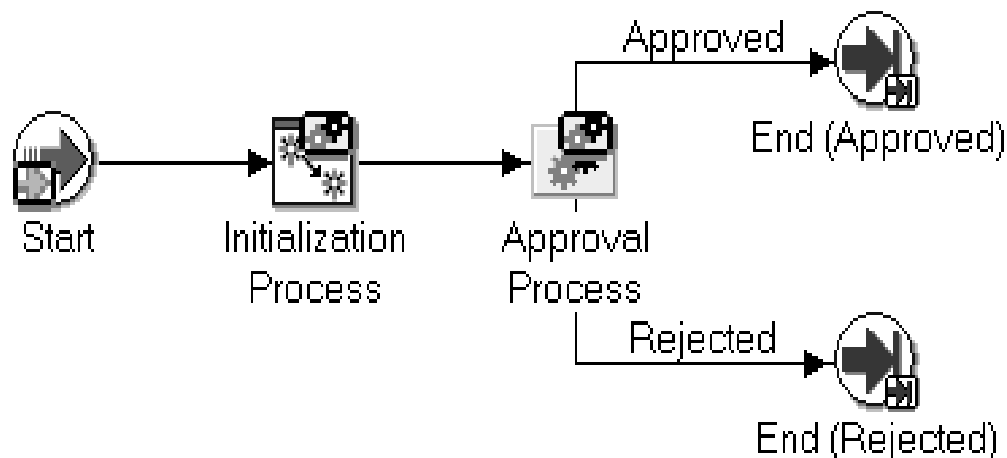 Approved
End (Approved)
Start
Initialization
Process
Approval
Process
Rejected
End (Rejected)